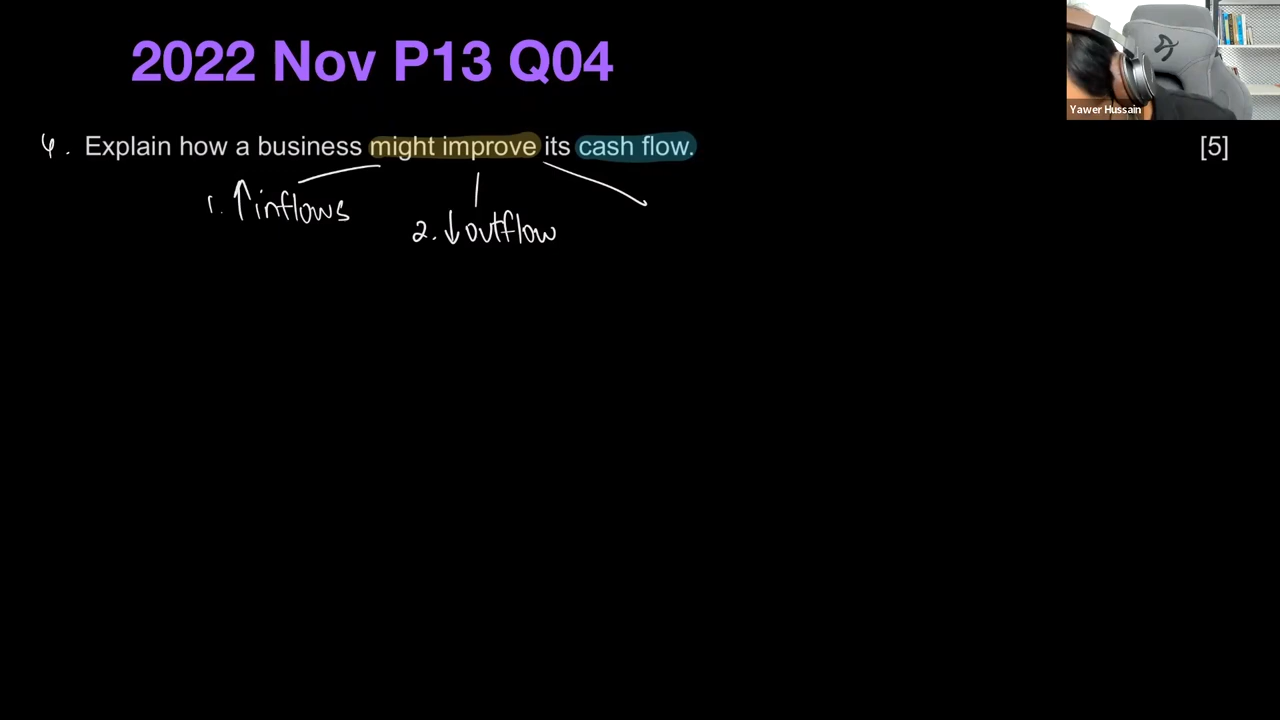 2022 Nov P13 Q04
Yawer Hussain
4. Explain how a business might improve its cash flow. [5]
1. ↑ inflows
2. ↓ outflow